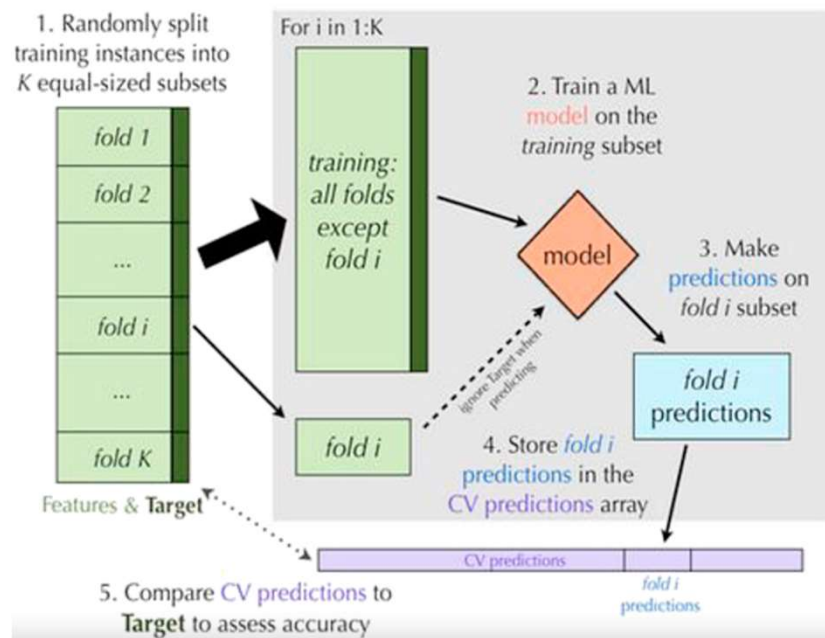 1. Randomly split
training instances into
K equal-sized subsets
fold 1
fold 2
...
fold i
...
fold K
Features & Target
For i in 1:K
training:
all folds
except
fold i
fold i
2. Train a ML
model on the
training subset
model
ignore Target when
predicting
3. Make
predictions on
fold i subset
fold i
predictions
4. Store fold i
predictions in the
CV predictions array
CV predictions
fold i
predictions
5. Compare CV predictions to
Target to assess accuracy